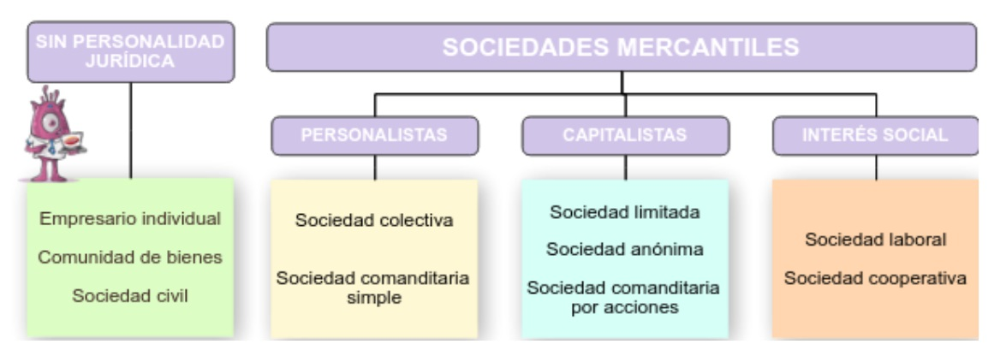 SIN PERSONALIDAD
JURÍDICA
SOCIEDADES MERCANTILES
PERSONALISTAS
CAPITALISTAS
INTERÉS SOCIAL
Empresario individual
Comunidad de bienes
Sociedad civil
Sociedad colectiva
Sociedad comanditaria
simple
Sociedad limitada
Sociedad anónima
Sociedad comanditaria
por acciones
Sociedad laboral
Sociedad cooperativa